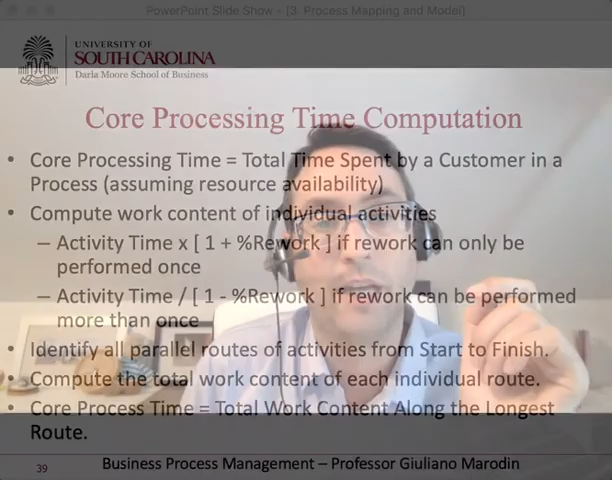 PowerPoint Slide Show - [3- Process Mapping and Model]
UNIVERSITY OF
SOUTH CAROLINA
Darla Moore School of Business
Core Processing Time Computation
• Core Processing Time = Total Time Spent by a Customer in a
Process (assuming resource availability)
• Compute work content of individual activities
– Activity Time x [ 1 + %Rework ] if rework can only be
performed once
– Activity Time / [ 1 - %Rework ] if rework can be performed
more than once
• Identify all parallel routes of activities from Start to Finish.
• Compute the total work content of each individual route.
• Core Process Time = Total Work Content Along the Longest
Route.
39
Business Process Management – Professor Giuliano Marodin